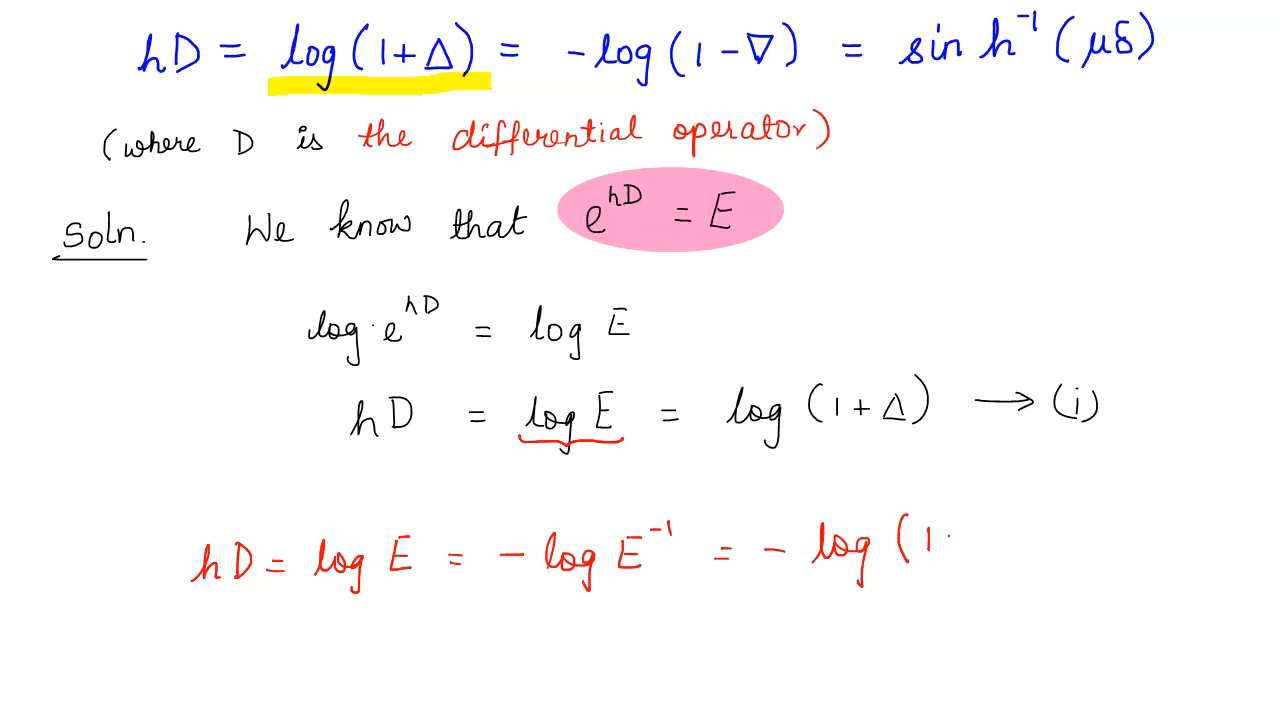 hD = log(1+Δ) = -log(1-∇) = sin h⁻¹(μδ)
(where D is the differential operator)
Soln. We know that e^hD = E
log e^hD = log E
hD = log E = log(1+Δ) → (i)
hD = log E = - log E⁻¹ = - log (1